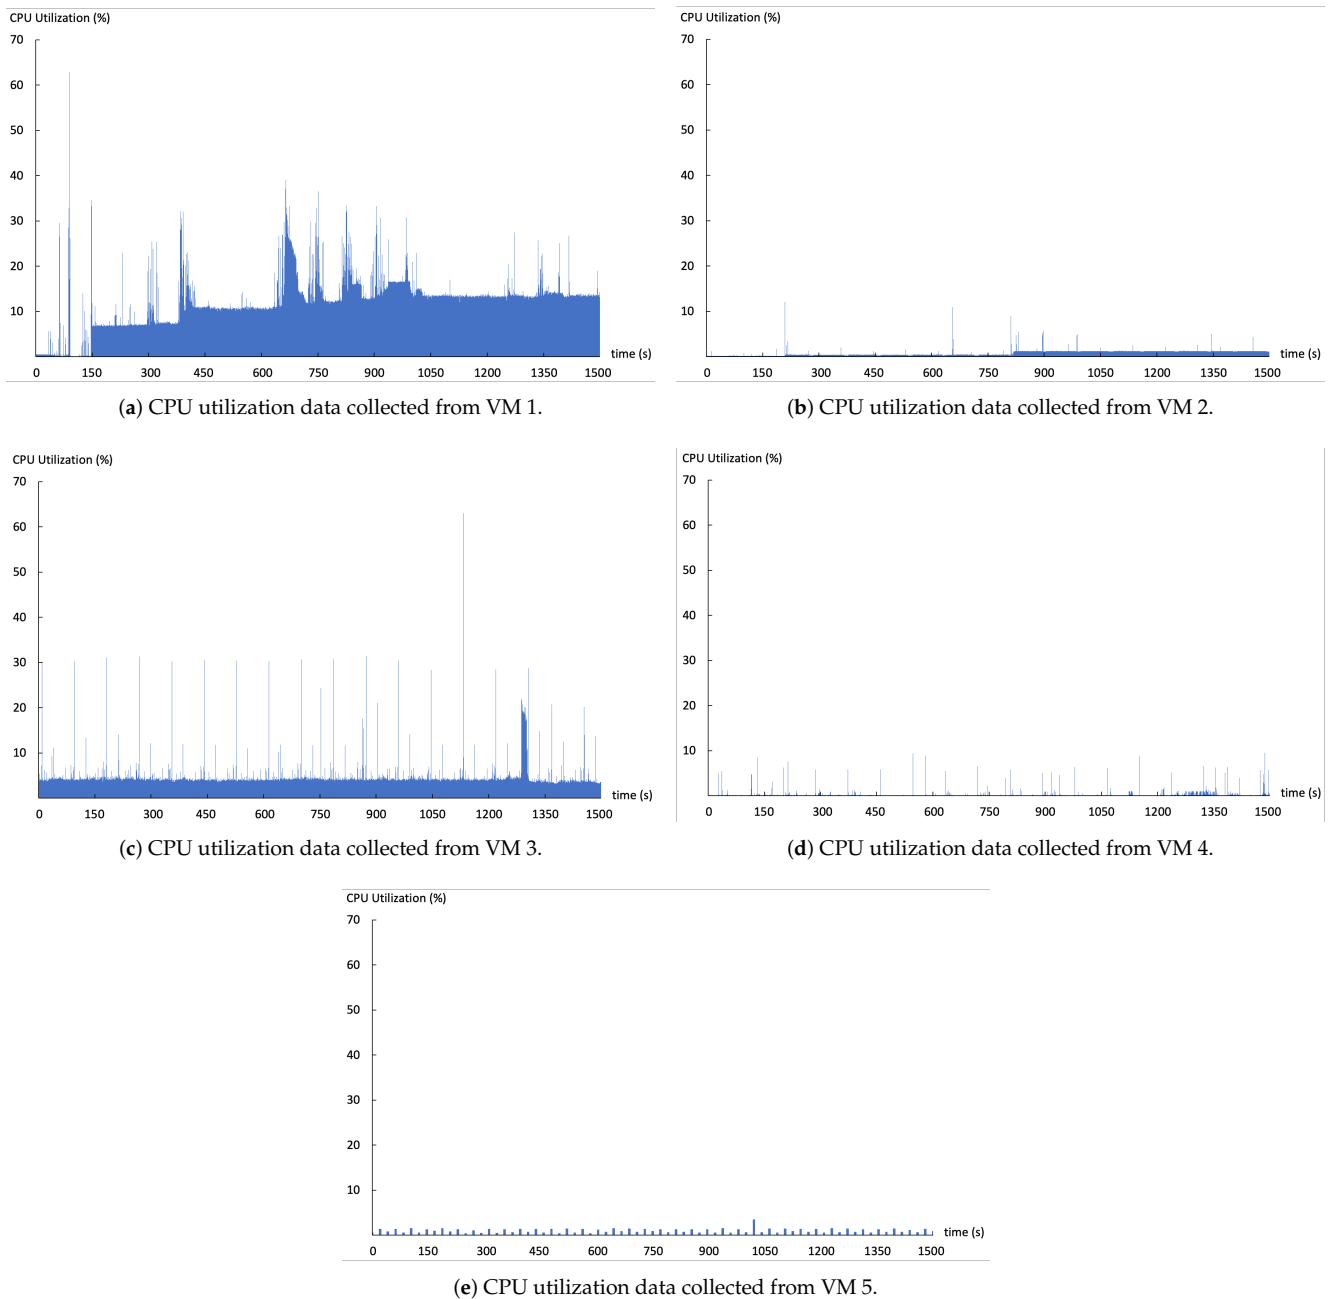 CPU Utilization (%)
70
60
50
40
30
20
10
time (s)
0 150 300 450 600 750 900 1050 1200 1350 1500
(a) CPU utilization data collected from VM 1.
CPU Utilization (%)
70
60
50
40
30
20
10
time (s)
0 150 300 450 600 750 900 1050 1200 1350 1500
(b) CPU utilization data collected from VM 2.
CPU Utilization (%)
70
60
50
40
30
20
10
time (s)
0 150 300 450 600 750 900 1050 1200 1350 1500
(c) CPU utilization data collected from VM 3.
CPU Utilization (%)
70
60
50
40
30
20
10
time (s)
0 150 300 450 600 750 900 1050 1200 1350 1500
(d) CPU utilization data collected from VM 4.
CPU Utilization (%)
70
60
50
40
30
20
10
time (s)
0 150 300 450 600 750 900 1050 1200 1350 1500
(e) CPU utilization data collected from VM 5.